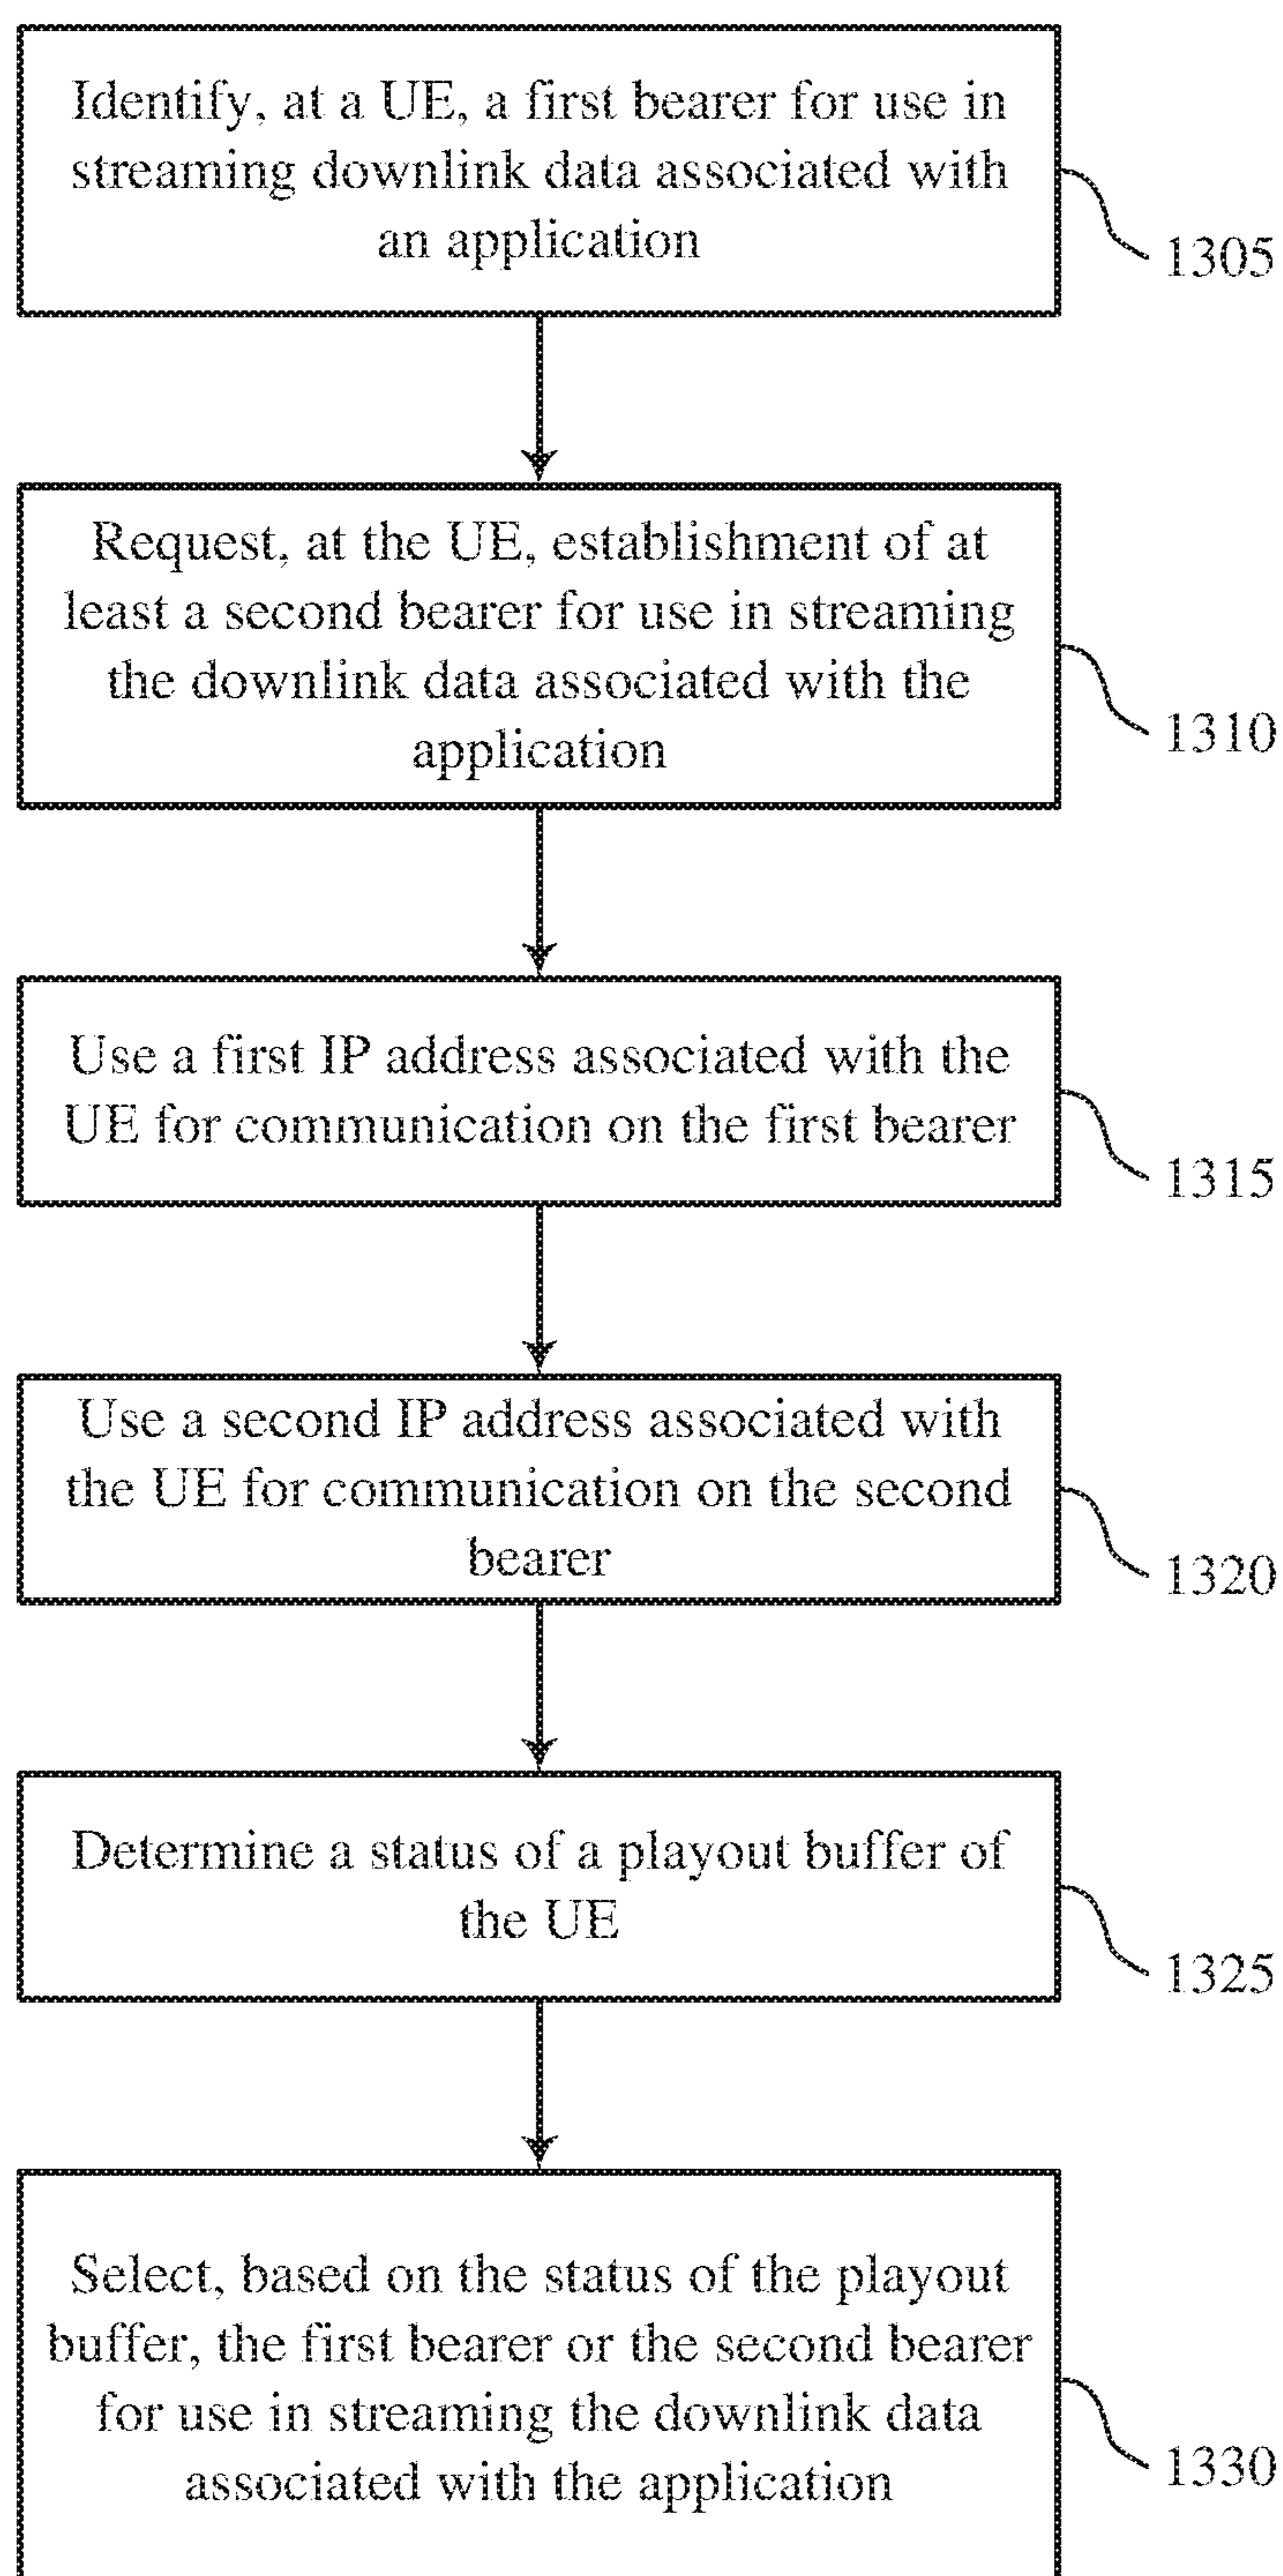 Identify, at a UE, a first bearer for use in
streaming downlink data associated with
an application
1305
Request, at the UE, establishment of at
least a second bearer for use in streaming
the downlink data associated with the
application
1310
Use a first IP address associated with the
UE for communication on the first bearer
1315
Use a second IP address associated with
the UE for communication on the second
bearer
1320
Determine a status of a playout buffer of
the UE
1325
Select, based on the status of the playout
buffer, the first bearer or the second bearer
for use in streaming the downlink data
associated with the application
1330